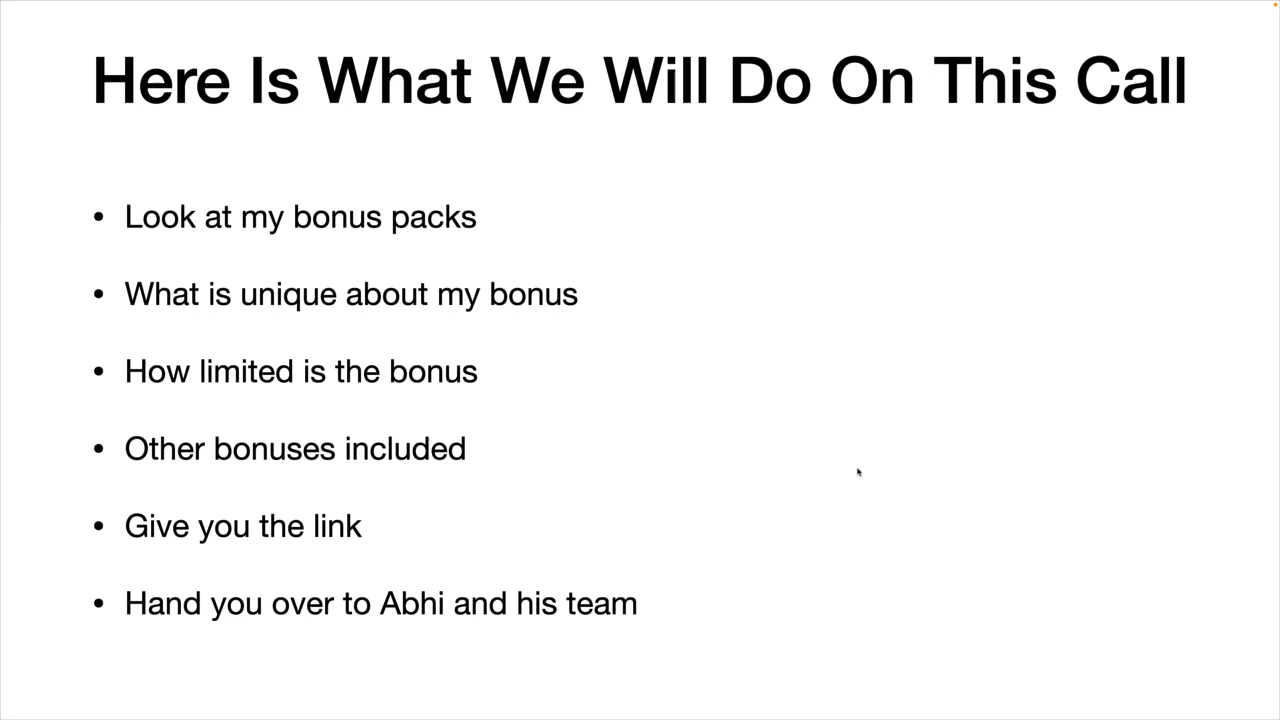 Here Is What We Will Do On This Call
• Look at my bonus packs
• What is unique about my bonus
• How limited is the bonus
• Other bonuses included
• Give you the link
• Hand you over to Abhi and his team